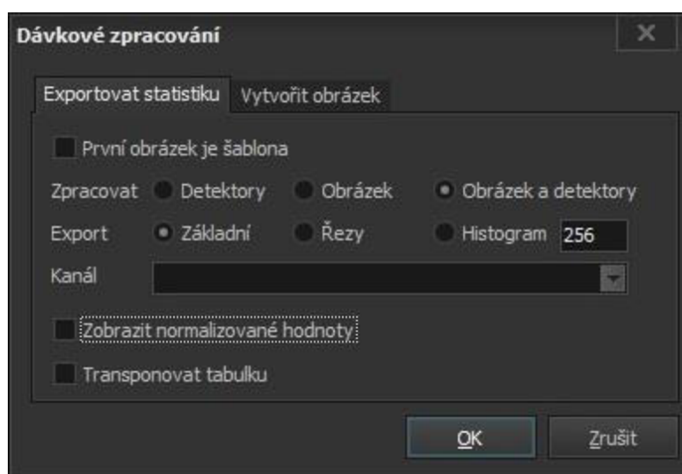 Dávkové zpracování
Exportovat statistiku Vytvořit obrázek
První obrázek je šablona
Zpracovat Detektory Obrázek Obrázek a detektory
Export Základní Řezy Histogram 256
Kanál
Zobrazit normalizované hodnoty
Transponovat tabulku
OK Zrušit